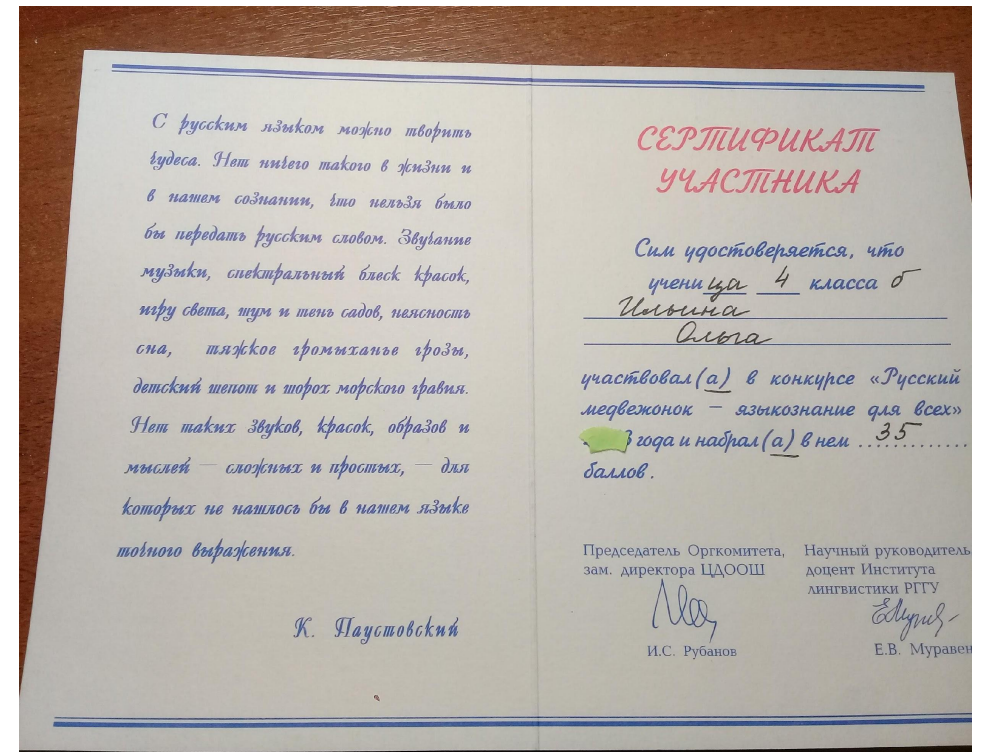 С русским языком можно творить
чудеса. Нет ничего такого в жизни и
в нашем сознании, что нельзя было
бы передать русским словом. Звучание
музыки, спектральный блеск красок,
игру света, шум и тень садов, неясность
сна, тяжкое громыханье грозы,
детский шепот и шорох морского гравия.
Нет таких звуков, красок, образов и
мыслей — сложных и простых, — для
которых не нашлось бы в нашем языке
точного выражения.
К. Паустовский
СЕРТИФИКАТ
УЧАСТНИКА
Сим удостоверяется, что
ученица 4 класса б
Ильина
Ольга
участвовал(а) в конкурсе «Русский
медвежонок – языкознание для всех»
года и набрал(а) в нем 35
баллов.
Председатель Оргкомитета,
зам. директора ЦДООШ
И.С. Рубанов
Научный руководитель
доцент Института
лингвистики РГГУ
Е.В. Муравен